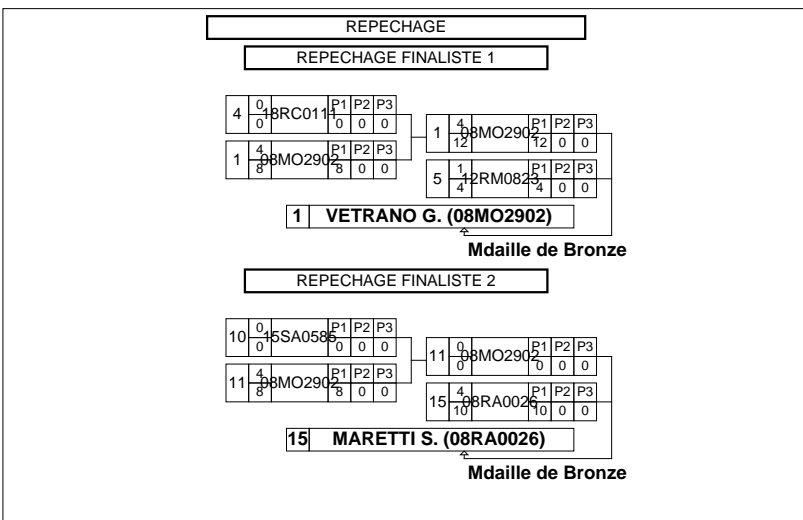 REPECHAGE
REPECHAGE FINALISTE 1
4 0 0 18RC0111 P1 P2 P3 0 0 0
1 4 8 08MO2902 P1 P2 P3 8 0 0
1 4 12 08MO2902 P1 P2 P3 12 0 0
5 1 4 12RM0823 P1 P2 P3 4 0 0
1 VETRANO G. (08MO2902)
Mdaille de Bronze
REPECHAGE FINALISTE 2
10 0 0 15SA0585 P1 P2 P3 0 0 0
11 4 8 08MO2902 P1 P2 P3 8 0 0
11 0 0 08MO2902 P1 P2 P3 0 0 0
15 4 10 08RA0026 P1 P2 P3 10 0 0
15 MARETTI S. (08RA0026)
Mdaille de Bronze